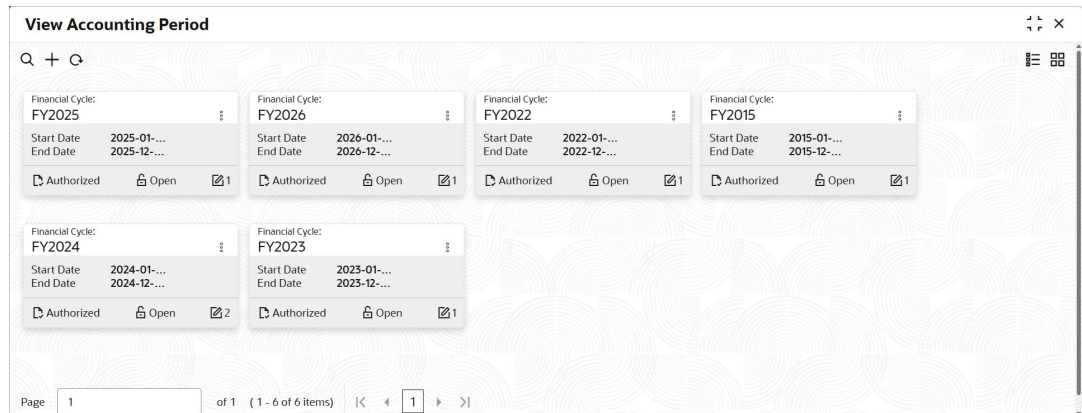 View Accounting Period
Financial Cycle: Financial Cycle: Financial Cycle: Financial Cycle:
FY2025 FY2026 FY2022 FY2015
Start Date 2025-01-... Start Date 2026-01-... Start Date 2022-01-... Start Date 2015-01-...
End Date 2025-12-... End Date 2026-12-... End Date 2022-12-... End Date 2015-12-...
Authorized Open 1 Authorized Open 1 Authorized Open 1 Authorized Open 1
Financial Cycle: Financial Cycle:
FY2024 FY2023
Start Date 2024-01-... Start Date 2023-01-...
End Date 2024-12-... End Date 2023-12-...
Authorized Open 2 Authorized Open 1
Page 1 of 1 (1 - 6 of 6 items) 1